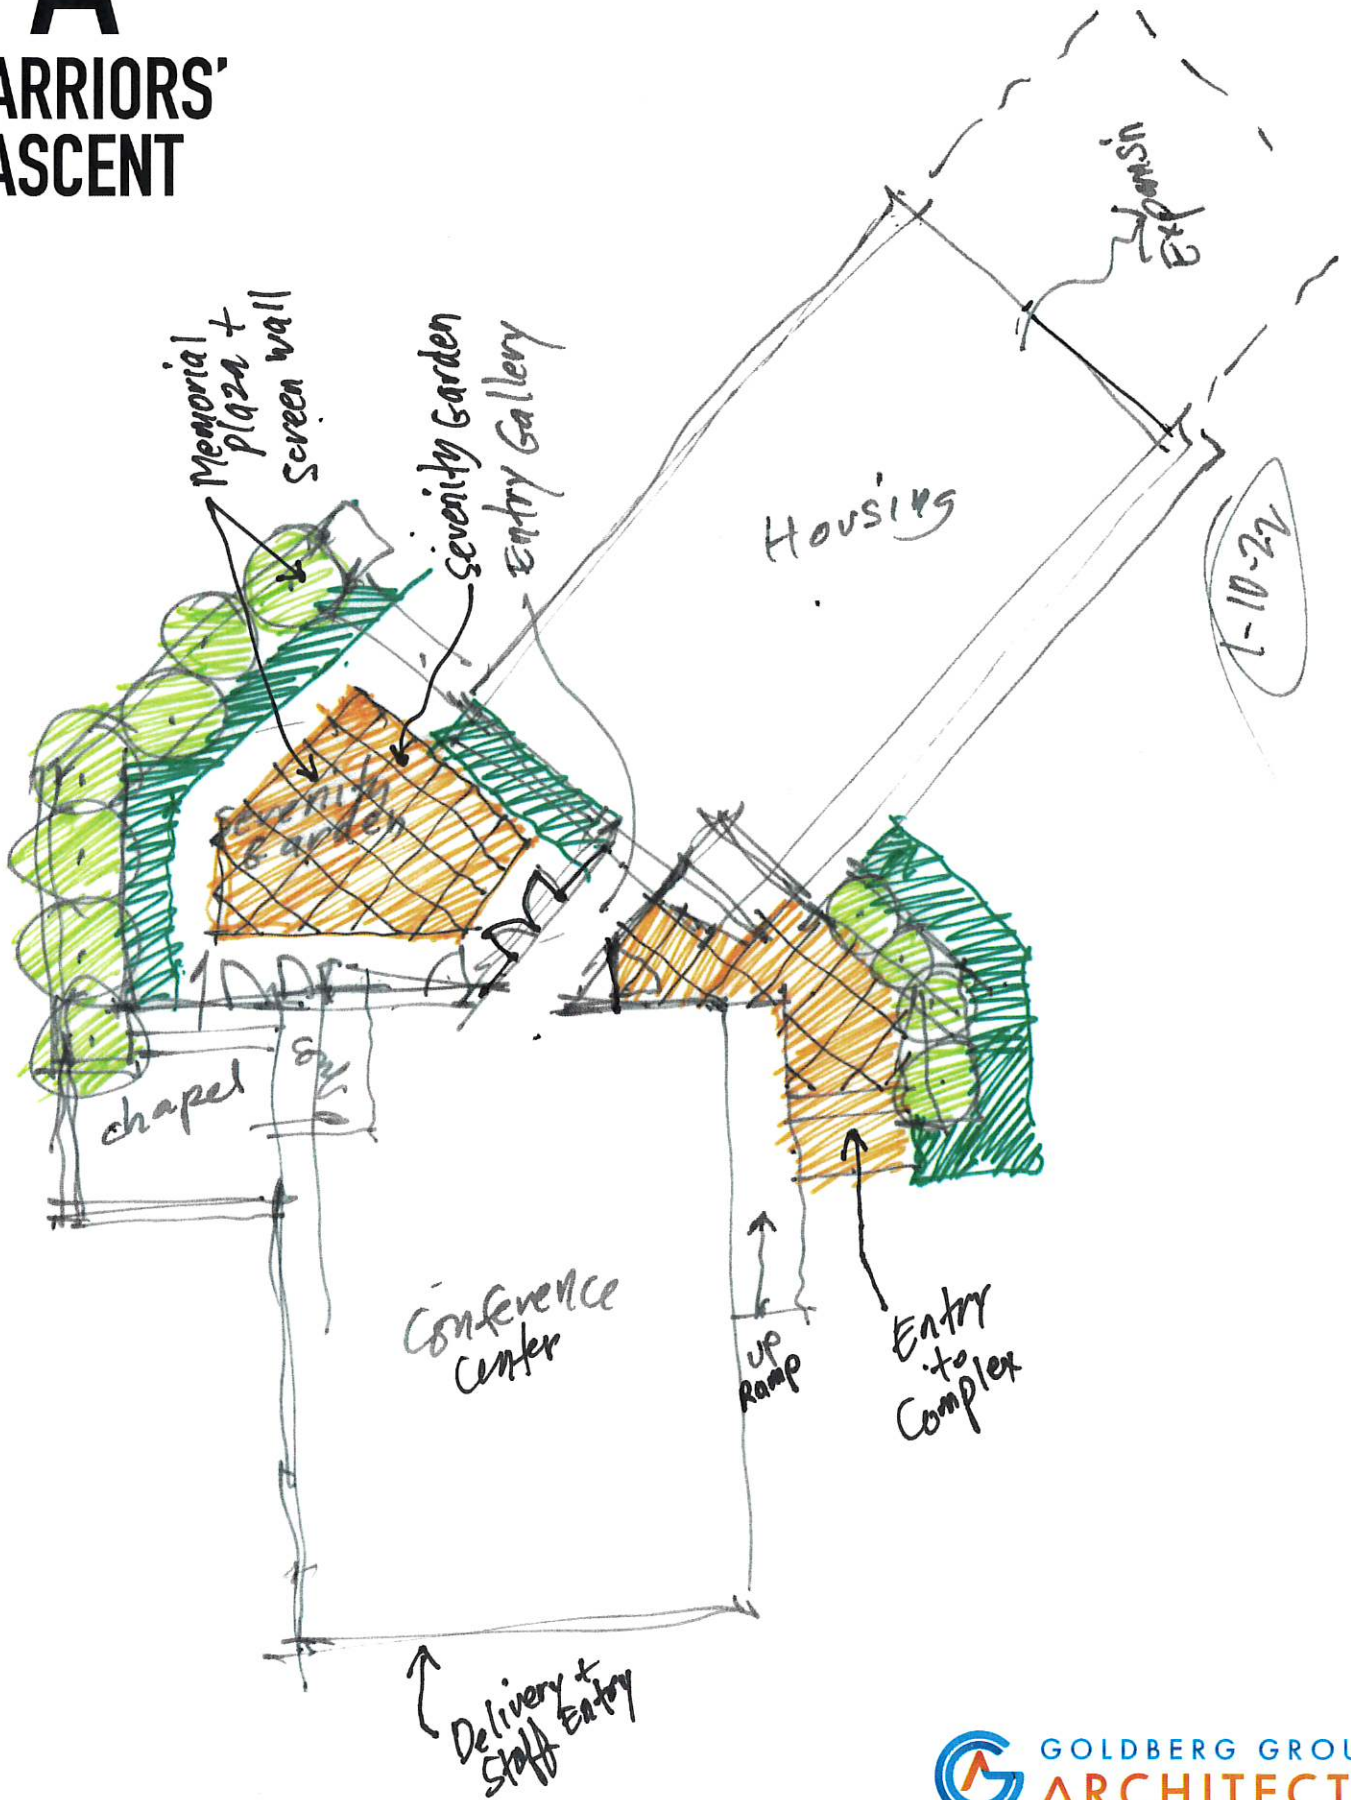 A
ARRIORS'
ASCENT
Expansin
Memorial
plaza +
screen wall
Serenity Garden
Entry Gallery
Housing
1-10-22
Serenity
Garden
chapel
Conference
Center
UP
Ramp
Entry
to
Complex
Delivery +
Staff Entry
GOLDBERG GROU
ARCHITECT